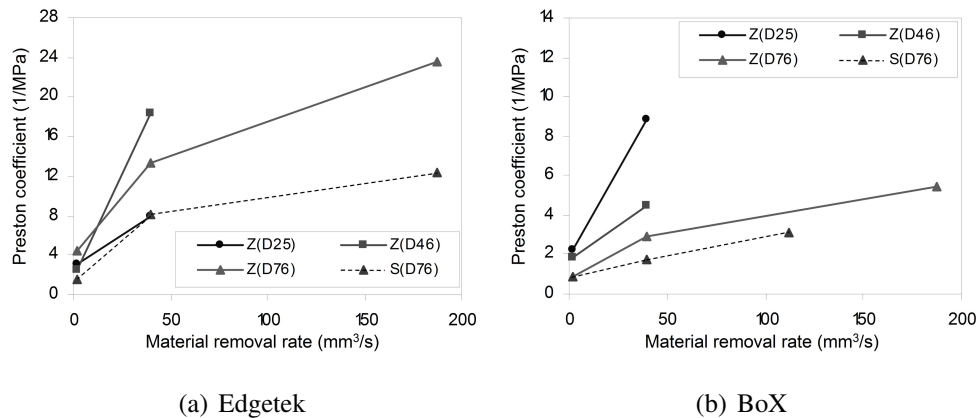 28
24
20
16
12
8
4
0
Preston coefficient (1/MPa)
Z(D25) Z(D46)
Z(D76) S(D76)
0 50 100 150 200
Material removal rate (mm³/s)
(a) Edgetek
14
12
10
8
6
4
2
0
Preston coefficient (1/MPa)
Z(D25) Z(D46)
Z(D76) S(D76)
0 50 100 150 200
Material removal rate (mm³/s)
(b) BoX